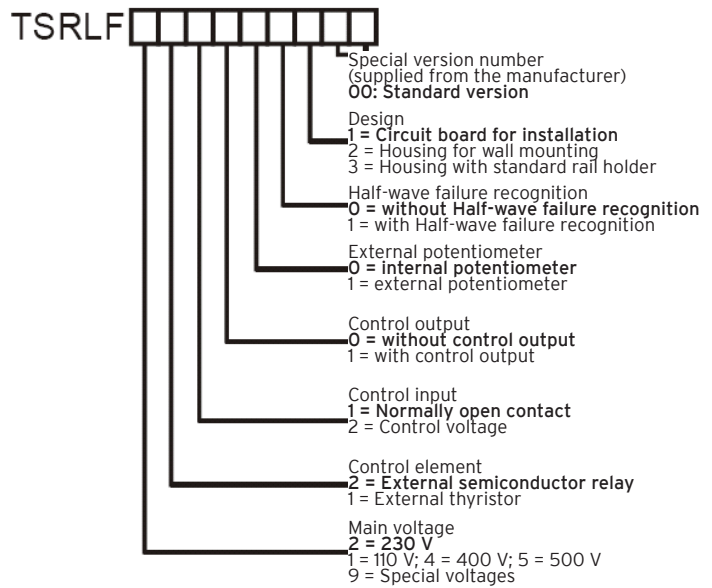 TSRLF
Special version number
(supplied from the manufacturer)
00: Standard version
Design
1 = Circuit board for installation
2 = Housing for wall mounting
3 = Housing with standard rail holder
Half-wave failure recognition
0 = without Half-wave failure recognition
1 = with Half-wave failure recognition
External potentiometer
0 = internal potentiometer
1 = external potentiometer
Control output
0 = without control output
1 = with control output
Control input
1 = Normally open contact
2 = Control voltage
Control element
2 = External semiconductor relay
1 = External thyristor
Main voltage
2 = 230 V
1 = 110 V; 4 = 400 V; 5 = 500 V
9 = Special voltages